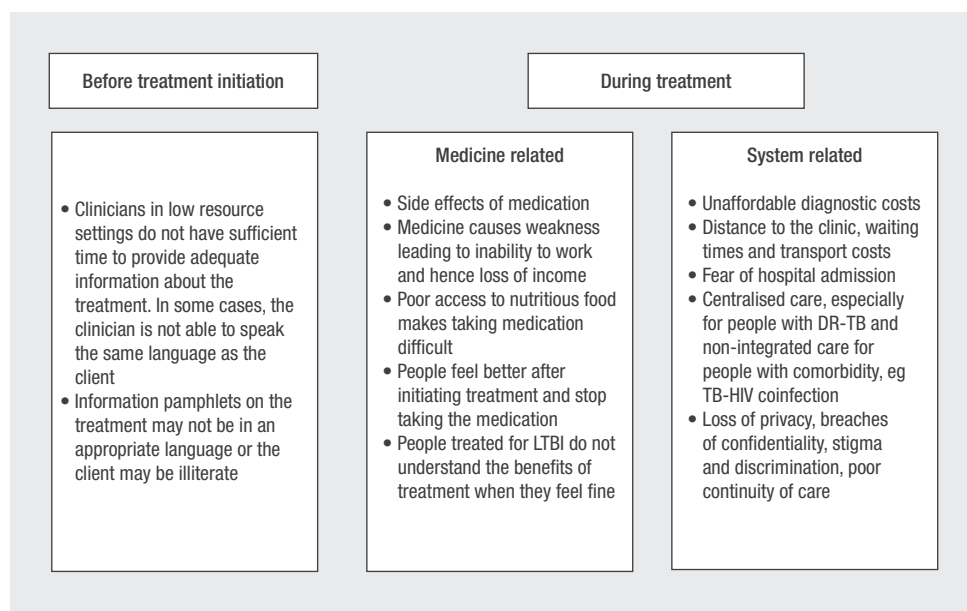 Before treatment initiation
During treatment
• Clinicians in low resource
settings do not have sufficient
time to provide adequate
information about the
treatment. In some cases, the
clinician is not able to speak
the same language as the
client
• Information pamphlets on the
treatment may not be in an
appropriate language or the
client may be illiterate
Medicine related
• Side effects of medication
• Medicine causes weakness
leading to inability to work
and hence loss of income
• Poor access to nutritious food
makes taking medication
difficult
• People feel better after
initiating treatment and stop
taking the medication
• People treated for LTBI do not
understand the benefits of
treatment when they feel fine
System related
• Unaffordable diagnostic costs
• Distance to the clinic, waiting
times and transport costs
• Fear of hospital admission
• Centralised care, especially
for people with DR-TB and
non-integrated care for
people with comorbidity, eg
TB-HIV coinfection
• Loss of privacy, breaches
of confidentiality, stigma
and discrimination, poor
continuity of care